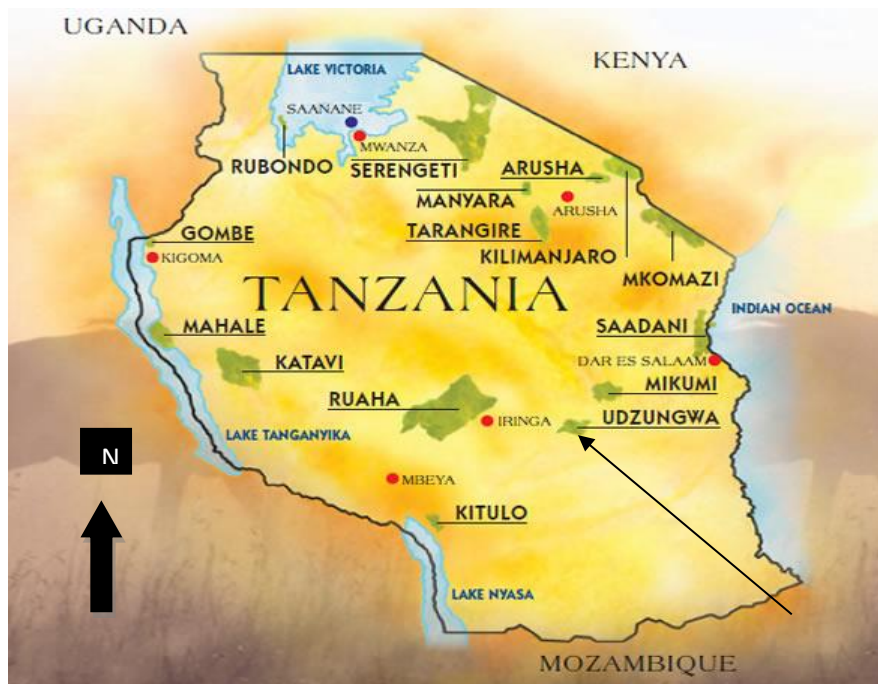 UGANDA
KENYA
LAKE VICTORIA
SAANANE
MWANZA
RUBONDO
SERENGETI
ARUSHA
MANYARA
ARUSHA
TARANGIRE
GOMBE
KIGOMA
KILIMANJARO
MKOMAZI
TANZANIA
INDIAN OCEAN
MAHALE
SAADANI
DAR ES SALAAM
KATAVI
MIKUMI
RUAHA
UDZUNGWA
IRINGA
LAKE TANGANYIKA
N
MBEYA
KITULO
LAKE NYASA
MOZAMBIQUE